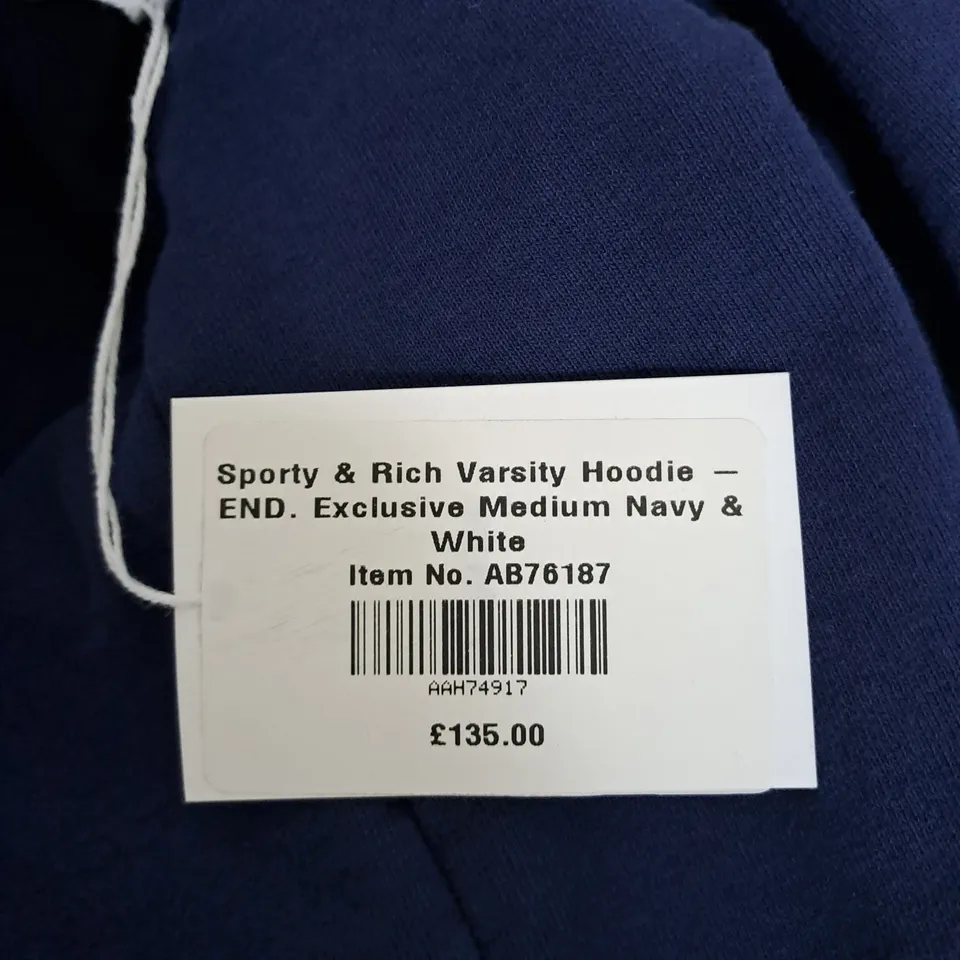 Sporty & Rich Varsity Hoodie —
END. Exclusive Medium Navy &
White
Item No. AB76187
AAH74917
£135.00